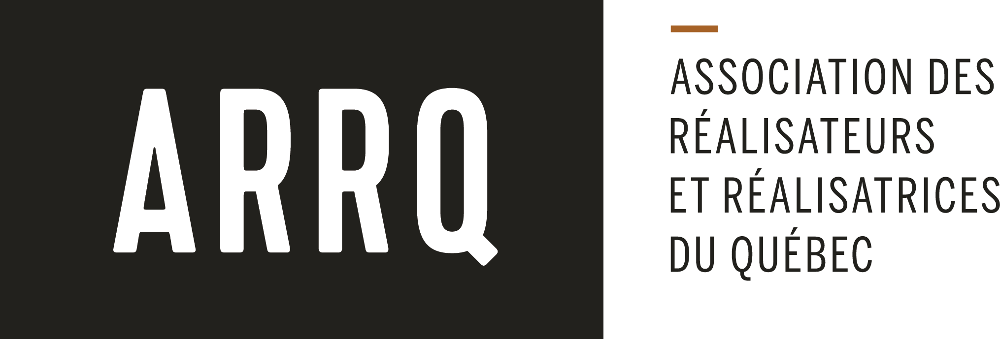 ARRQ
ASSOCIATION DES
RÉALISATEURS
ET RÉALISATRICES
DU QUÉBEC